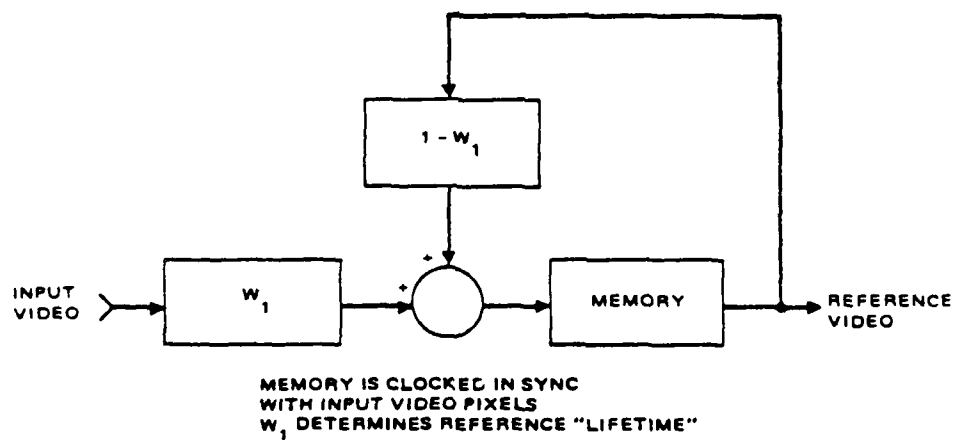 1 - W₁
+
+
INPUT
VIDEO
W₁
MEMORY
REFERENCE
VIDEO
MEMORY IS CLOCKED IN SYNC
WITH INPUT VIDEO PIXELS
W₁ DETERMINES REFERENCE "LIFETIME"